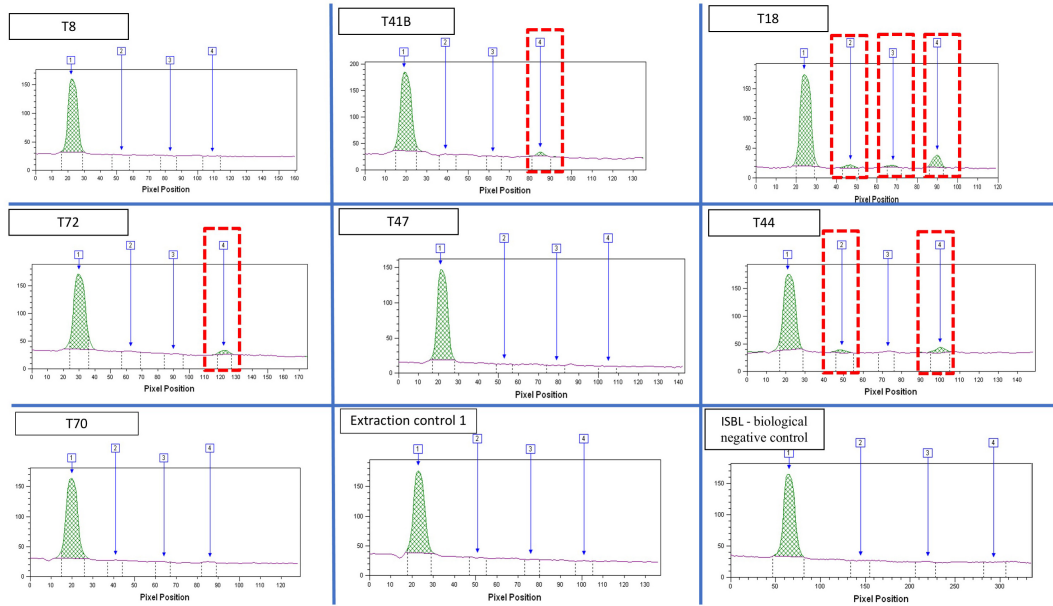 T8
1
2
3
4
150
100
50
0
0 10 20 30 40 50 60 70 80 90 100 110 120 130 140 150 160
Pixel Position
T41B
1
2
3
4
200
150
100
50
0
0 10 20 30 40 50 60 70 80 90 100 110 120 130
Pixel Position
T18
1
2
3
4
150
100
50
0
0 10 20 30 40 50 60 70 80 90 100 110 120
Pixel Position
T72
1
2
3
4
150
100
50
0
0 10 20 30 40 50 60 70 80 90 100 110 120 130 140 150 160 170
Pixel Position
T47
1
2
3
4
150
100
50
0
0 10 20 30 40 50 60 70 80 90 100 110 120 130 140
Pixel Position
T44
1
2
3
4
150
100
50
0
0 10 20 30 40 50 60 70 80 90 100 110 120 130 140
Pixel Position
T70
1
2
3
4
150
100
50
0
0 10 20 30 40 50 60 70 80 90 100 110 120
Pixel Position
Extraction control 1
1
2
3
4
150
100
50
0
0 10 20 30 40 50 60 70 80 90 100 110 120 130
Pixel Position
ISBL - biological
negative control
1
2
3
4
150
100
50
0
0 50 100 150 200 250 300
Pixel Position